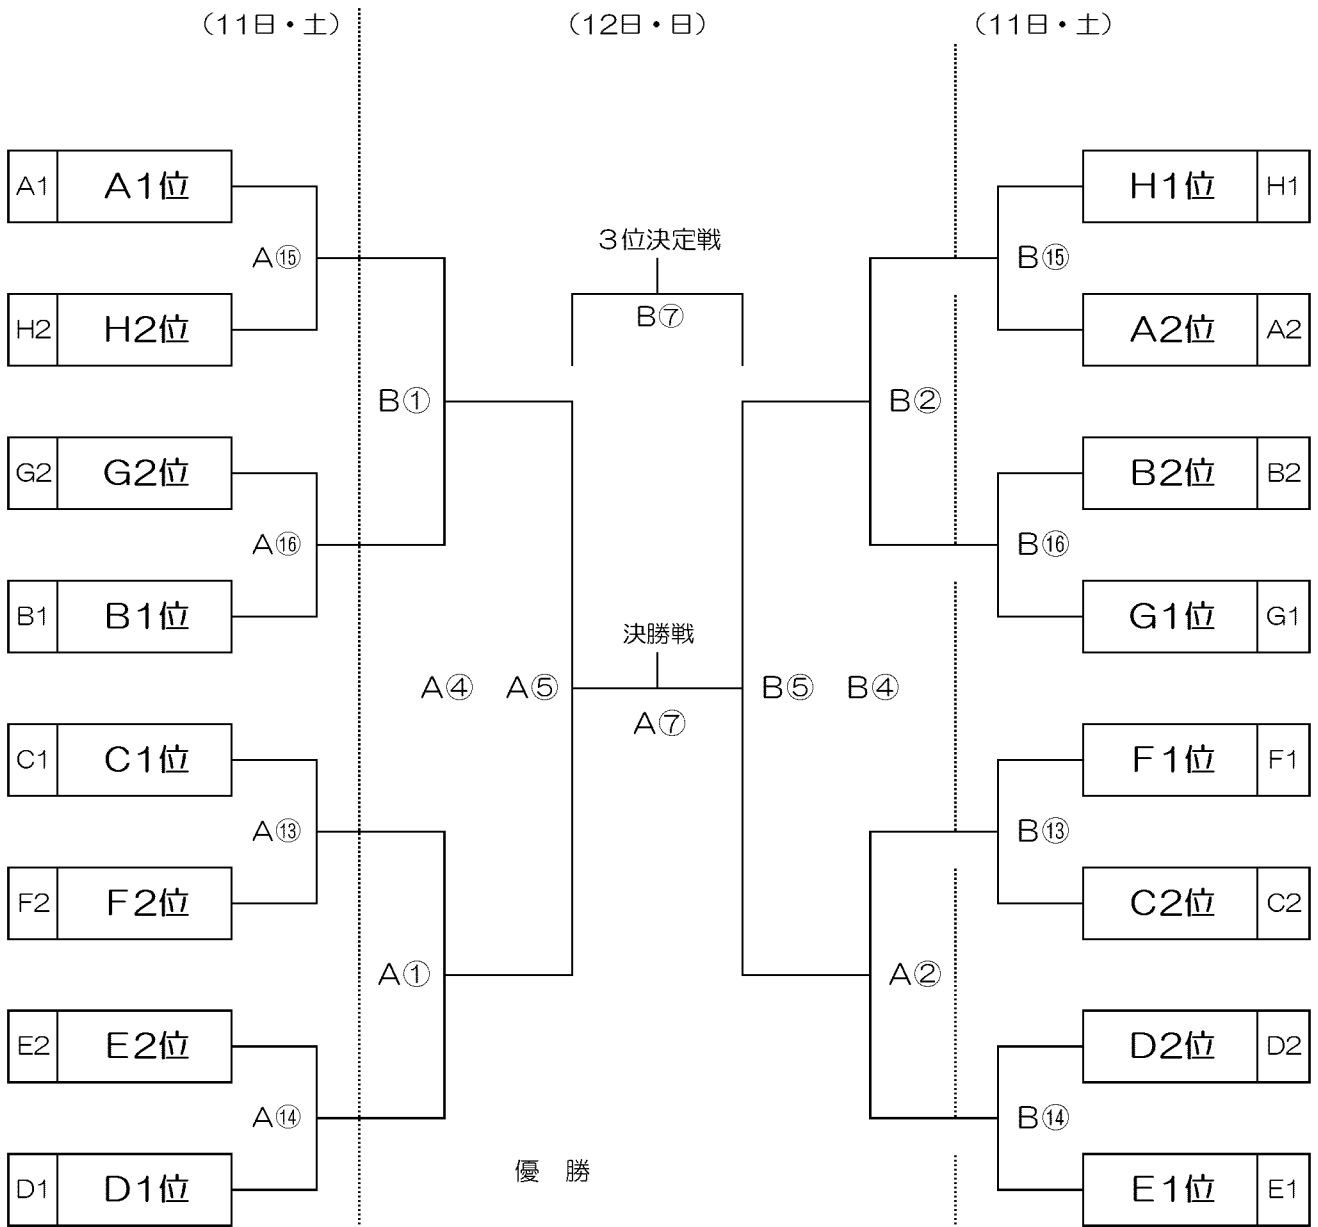 （11日・土）　（12日・日）　（11日・土）
A1　A1位　H1位　H1
３位決定戦
A⑮　B⑮
B⑦
H2　H2位　A2位　A2
B①　B②
G2　G2位　B2位　B2
A⑯　B⑯
B1　B1位　G1位　G1
決勝戦
A④　A⑤　B⑤　B④
A⑦
C1　C1位　F1位　F1
A⑬　B⑬
F2　F2位　C2位　C2
A①　A②
E2　E2位　D2位　D2
A⑭　B⑭
優　勝
D1　D1位　E1位　E1